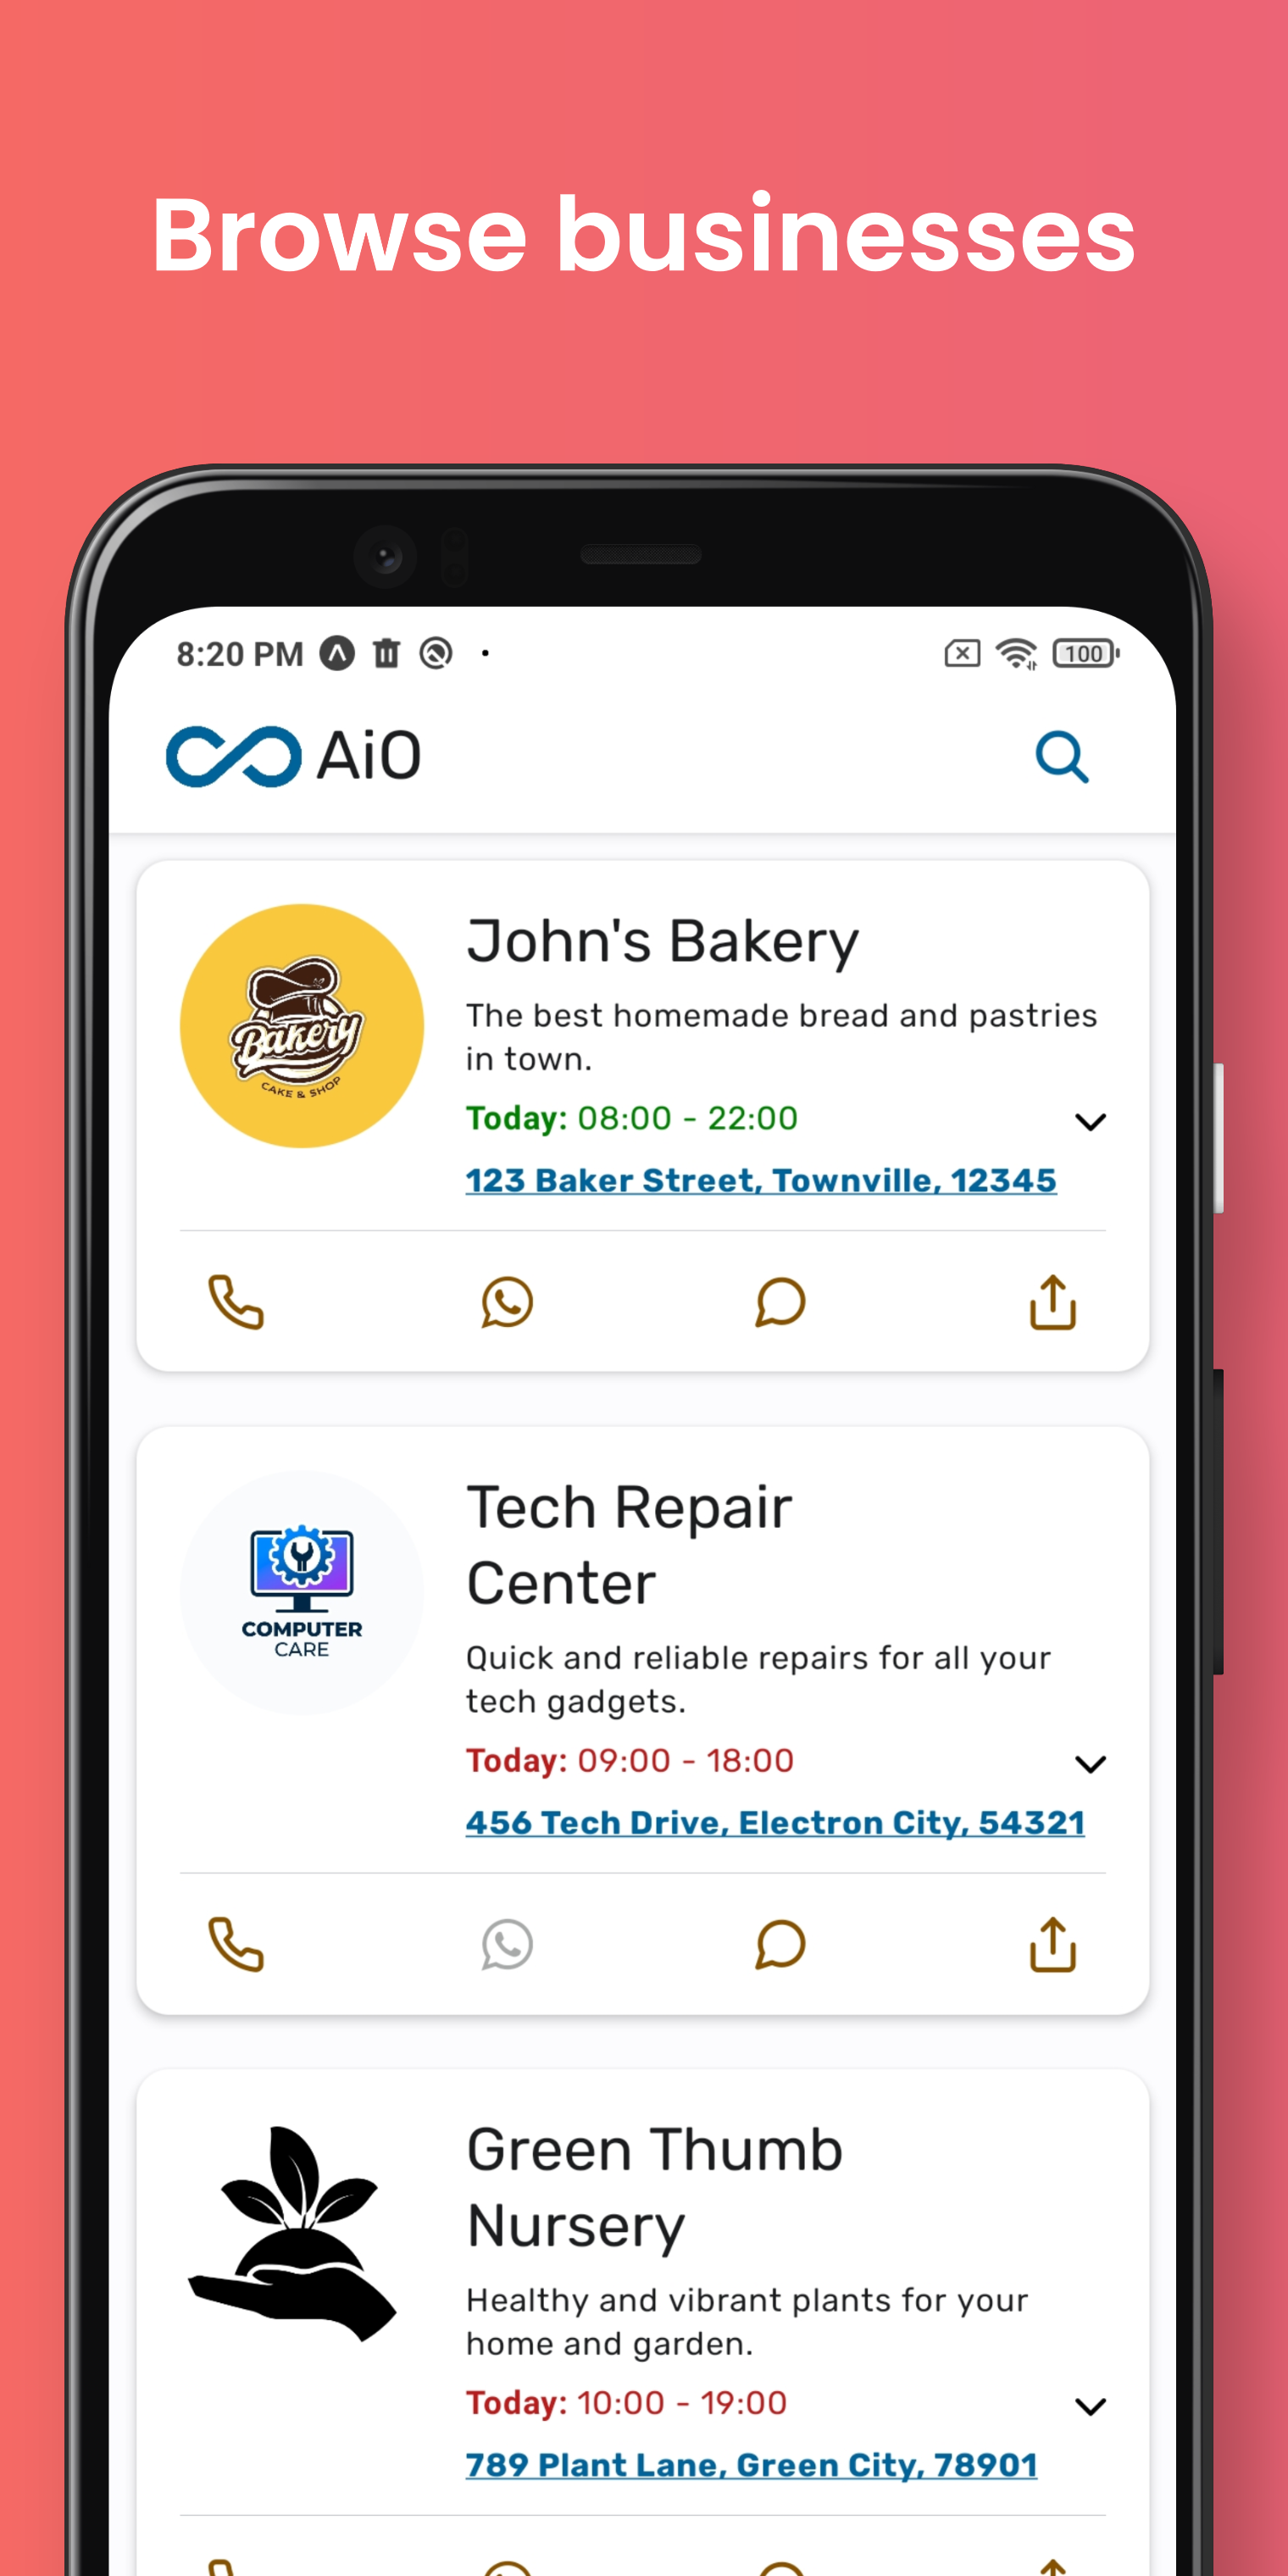 Browse businesses
8:20 PM
100
AiO
John's Bakery
Bakery
CAKE & SHOP
The best homemade bread and pastries
in town.
Today: 08:00 - 22:00
123 Baker Street, Townville, 12345
Tech Repair
Center
COMPUTER
CARE
Quick and reliable repairs for all your
tech gadgets.
Today: 09:00 - 18:00
456 Tech Drive, Electron City, 54321
Green Thumb
Nursery
Healthy and vibrant plants for your
home and garden.
Today: 10:00 - 19:00
789 Plant Lane, Green City, 78901